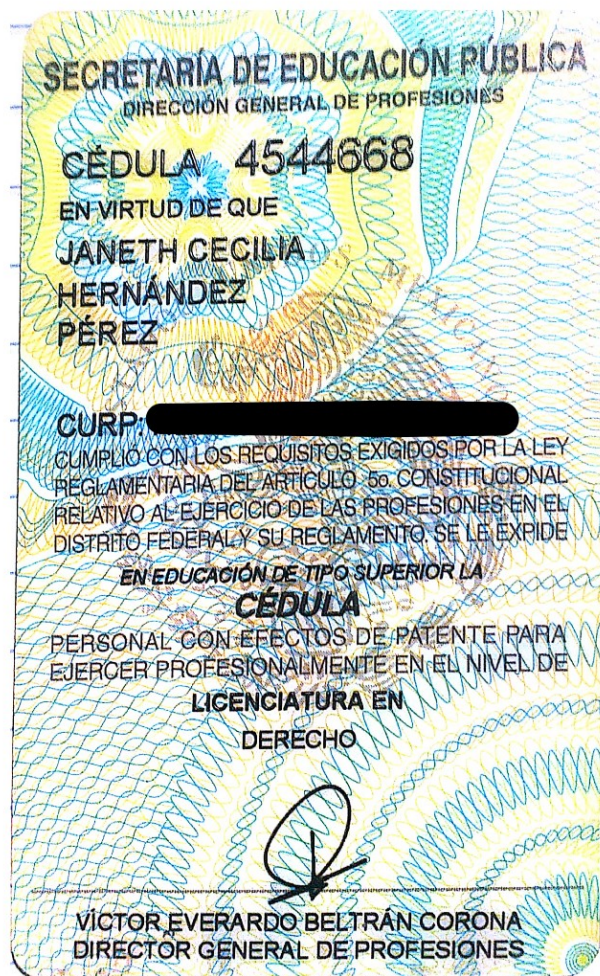 SECRETARÍA DE EDUCACIÓN PÚBLICA
DIRECCIÓN GENERAL DE PROFESIONES
CÉDULA 4544668
EN VIRTUD DE QUE
JANETH CECILIA
HERNÁNDEZ
PÉREZ
CURP:
CUMPLIÓ CON LOS REQUISITOS EXIGIDOS POR LA LEY
REGLAMENTARIA DEL ARTÍCULO 5o. CONSTITUCIONAL
RELATIVO AL EJERCICIO DE LAS PROFESIONES EN EL
DISTRITO FEDERAL Y SU REGLAMENTO. SE LE EXPIDE
EN EDUCACIÓN DE TIPO SUPERIOR LA
CÉDULA
PERSONAL CON EFECTOS DE PATENTE PARA
EJERCER PROFESIONALMENTE EN EL NIVEL DE
LICENCIATURA EN
DERECHO
VÍCTOR EVERARDO BELTRÁN CORONA
DIRECTOR GENERAL DE PROFESIONES